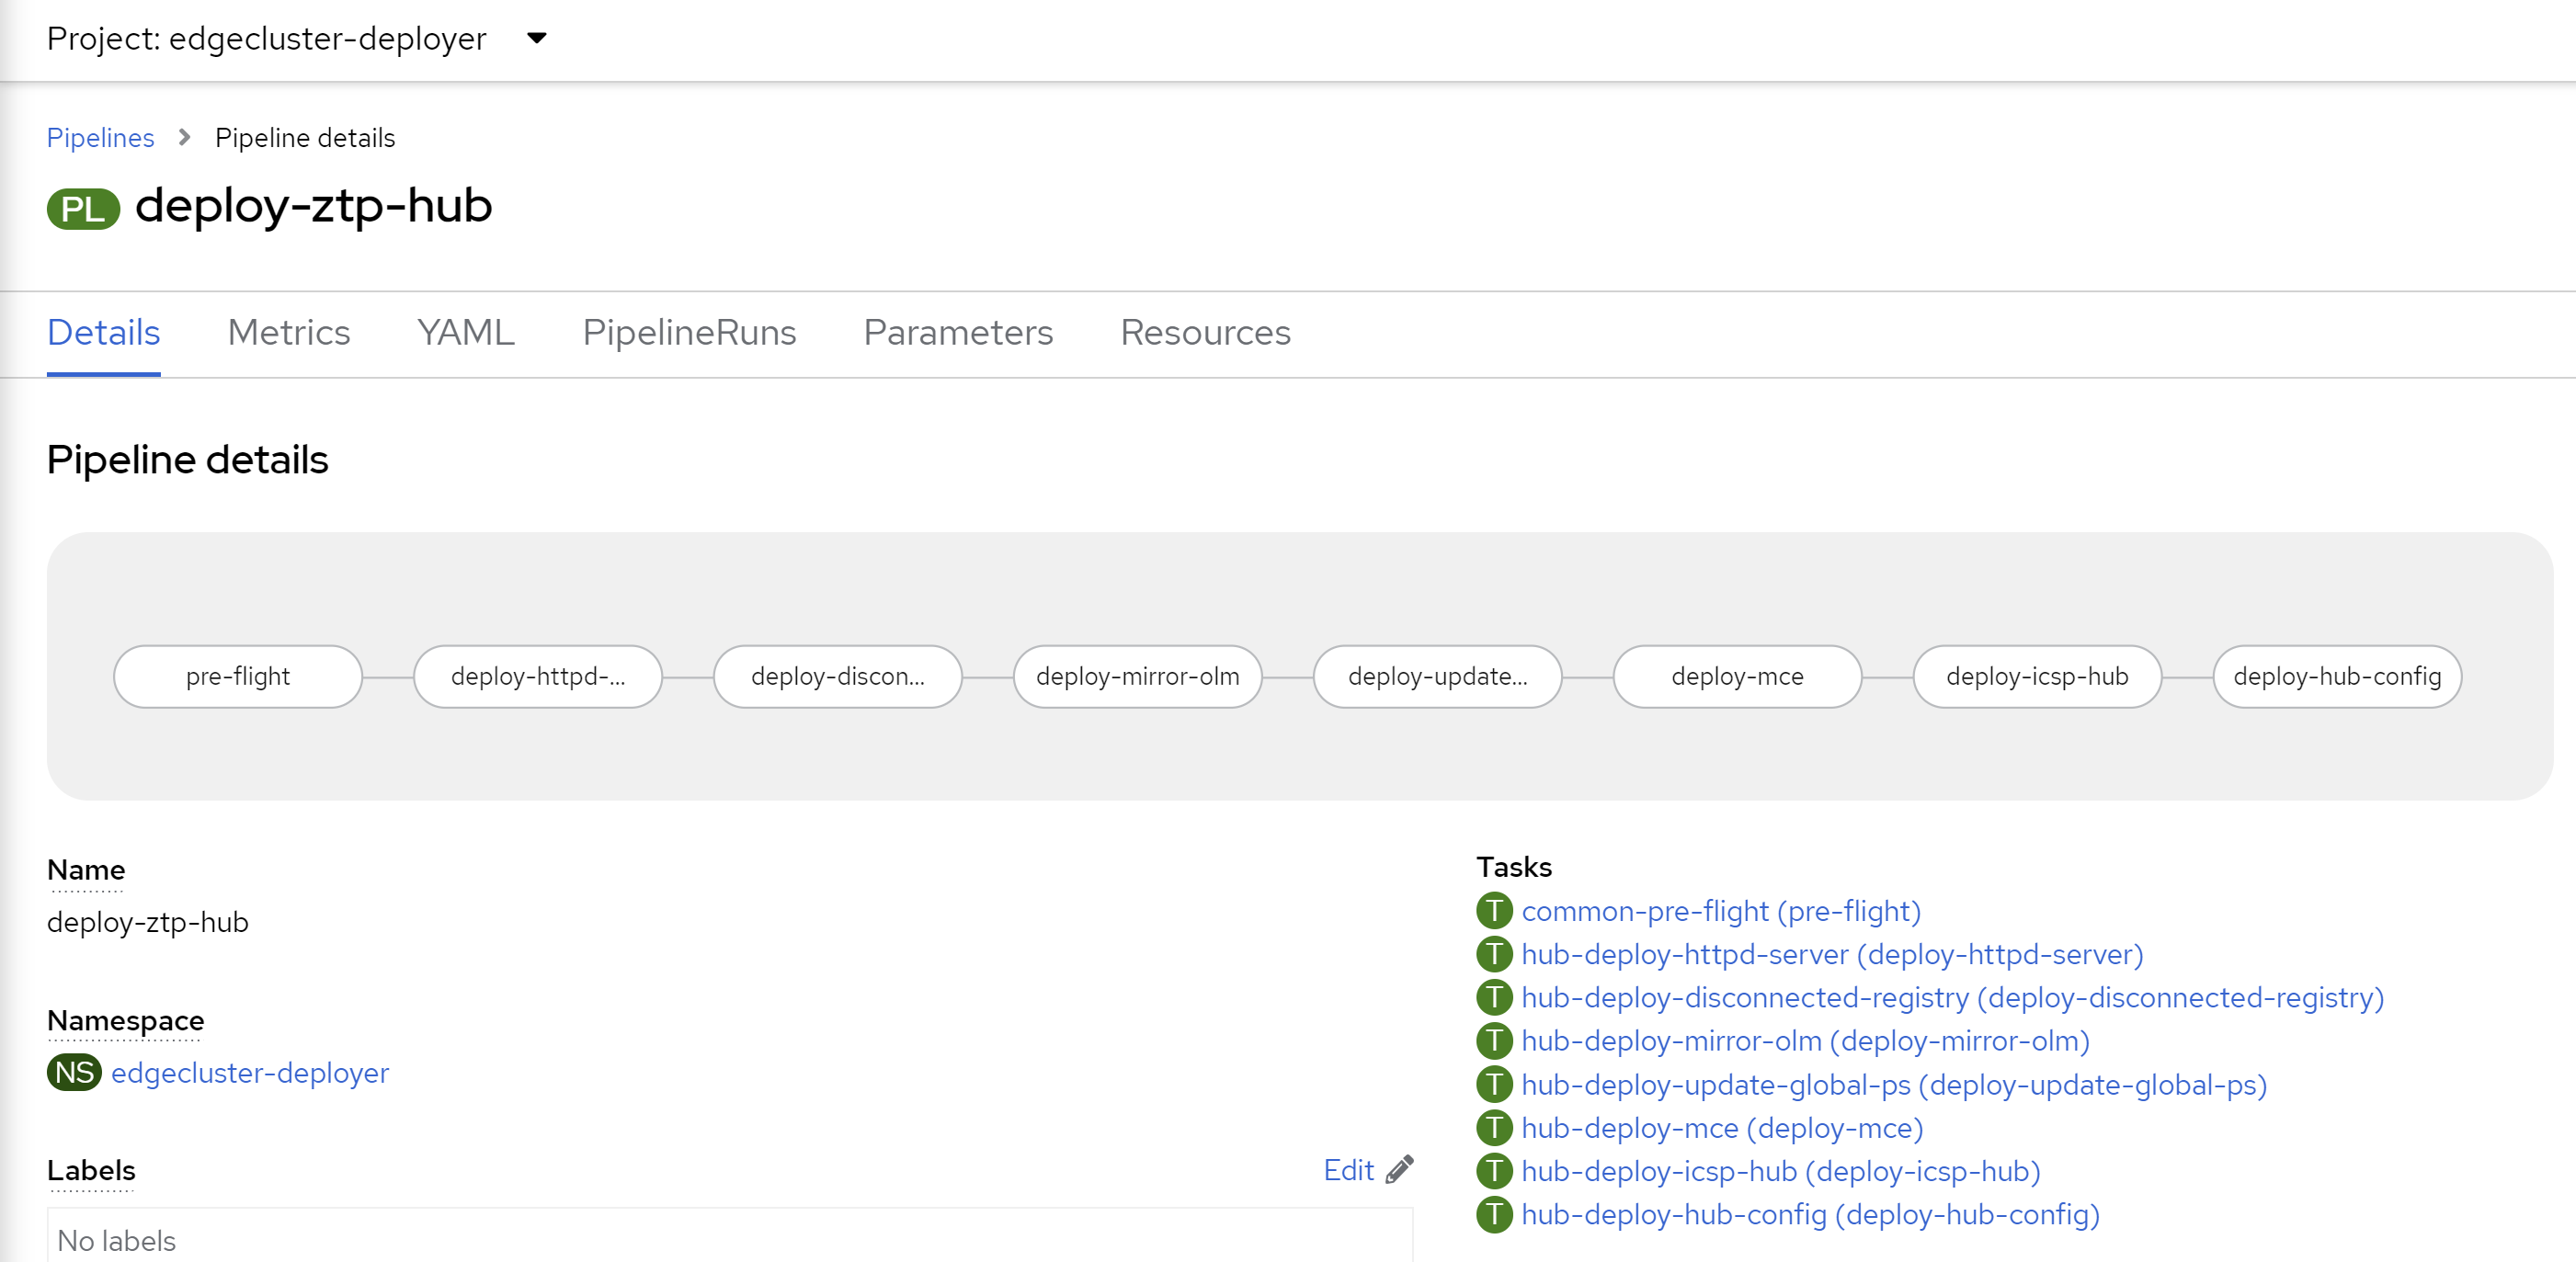 Project: edgecluster-deployer
Pipelines > Pipeline details
PL deploy-ztp-hub
Details Metrics YAML PipelineRuns Parameters Resources
Pipeline details
pre-flight deploy-httpd-... deploy-discon... deploy-mirror-olm deploy-update... deploy-mce deploy-icsp-hub deploy-hub-config
Name
deploy-ztp-hub
Namespace
NS edgecluster-deployer
Labels Edit
No labels
Tasks
T common-pre-flight (pre-flight)
T hub-deploy-httpd-server (deploy-httpd-server)
T hub-deploy-disconnected-registry (deploy-disconnected-registry)
T hub-deploy-mirror-olm (deploy-mirror-olm)
T hub-deploy-update-global-ps (deploy-update-global-ps)
T hub-deploy-mce (deploy-mce)
T hub-deploy-icsp-hub (deploy-icsp-hub)
T hub-deploy-hub-config (deploy-hub-config)